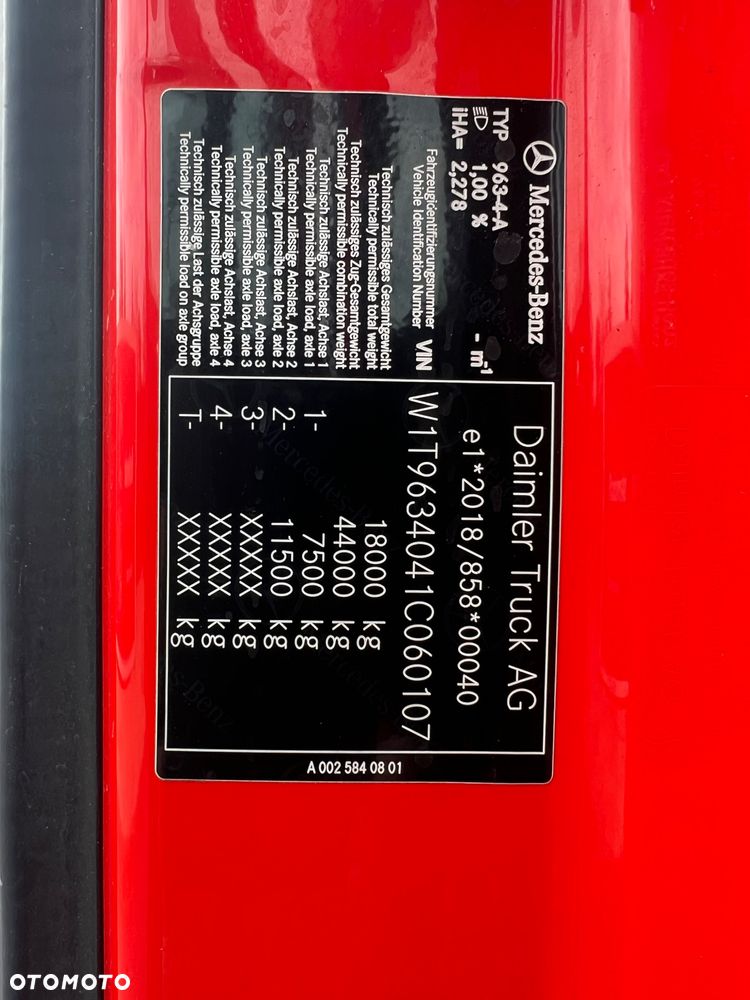 Mercedes-Benz
TYP 963-4-A
1,00 %
iHA= 2,278
- m⁻¹
Daimler Truck AG
e1*2018/858*00040
Fahrzeugidentifizierungsnummer
Vehicle Identification Number
VIN
W1T9634041C060107
Technisch zulässiges Gesamtgewicht
Technically permissible total weight
18000 kg
Technisch zulässiges Zug-Gesamtgewicht
Technically permissible combination weight
44000 kg
Technisch zulässige Achslast, Achse 1
Technically permissible axle load, axle 1
1- 7500 kg
Technisch zulässige Achslast, Achse 2
Technically permissible axle load, axle 2
2- 11500 kg
Technisch zulässige Achslast, Achse 3
Technically permissible axle load, axle 3
3- XXXXX kg
Technisch zulässige Achslast, Achse 4
Technically permissible axle load, axle 4
4- XXXXX kg
Technisch zulässige Last der Achsgruppe
Technically permissible load on axle group
T- XXXXX kg
A 002 584 08 01
OTOMOTO